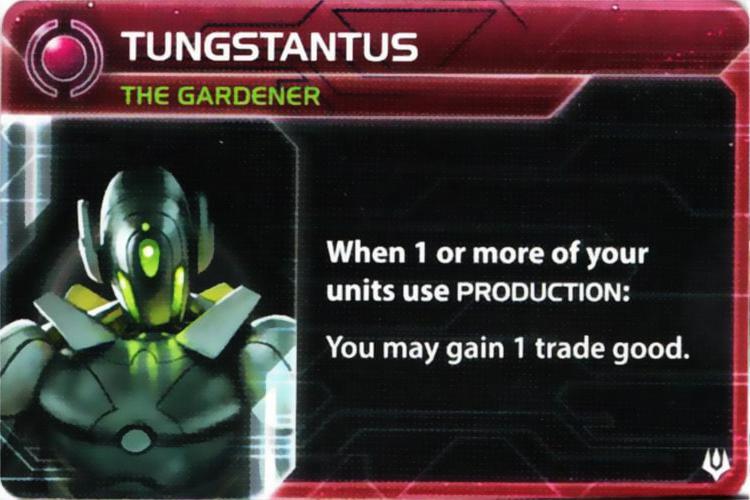 TUNGSTANTUS
THE GARDENER
When 1 or more of your
units use PRODUCTION:
You may gain 1 trade good.